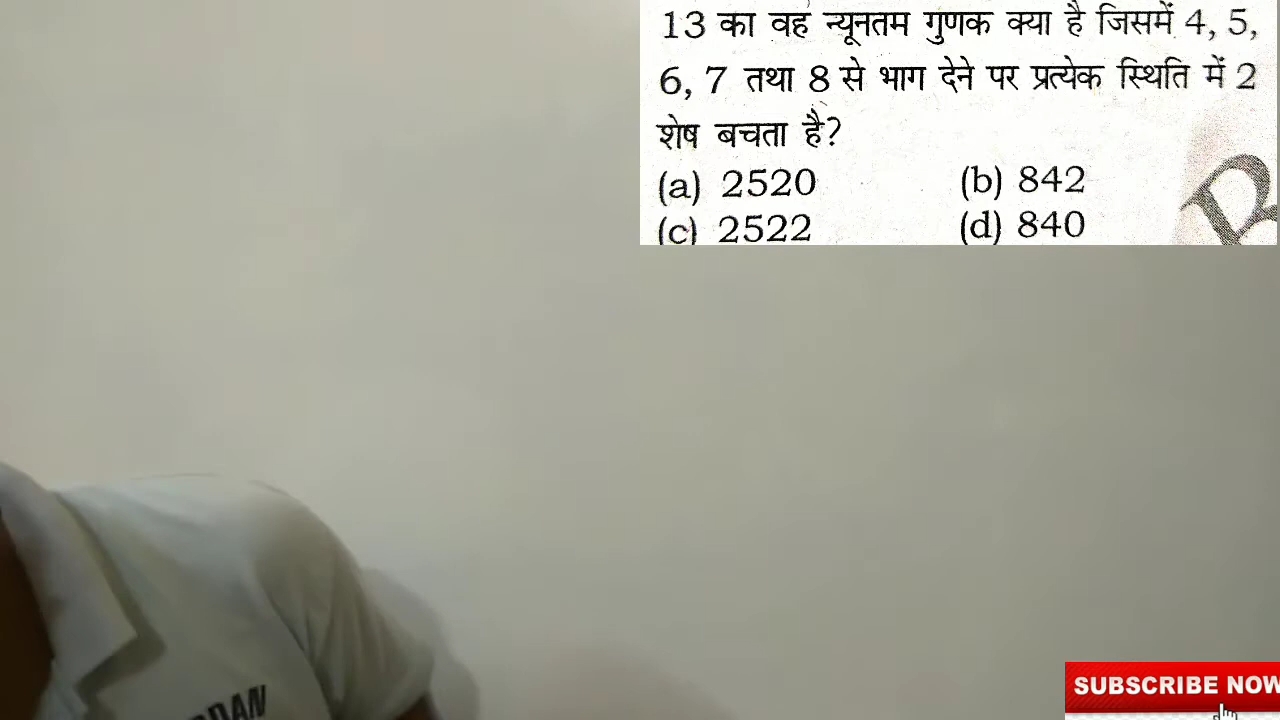 13 का वह न्यूनतम गुणक क्या है जिसमें 4, 5,
6, 7 तथा 8 से भाग देने पर प्रत्येक स्थिति में 2
शेष बचता है?
(a) 2520 (b) 842
(c) 2522 (d) 840
R
RDAN
SUBSCRIBE NOW